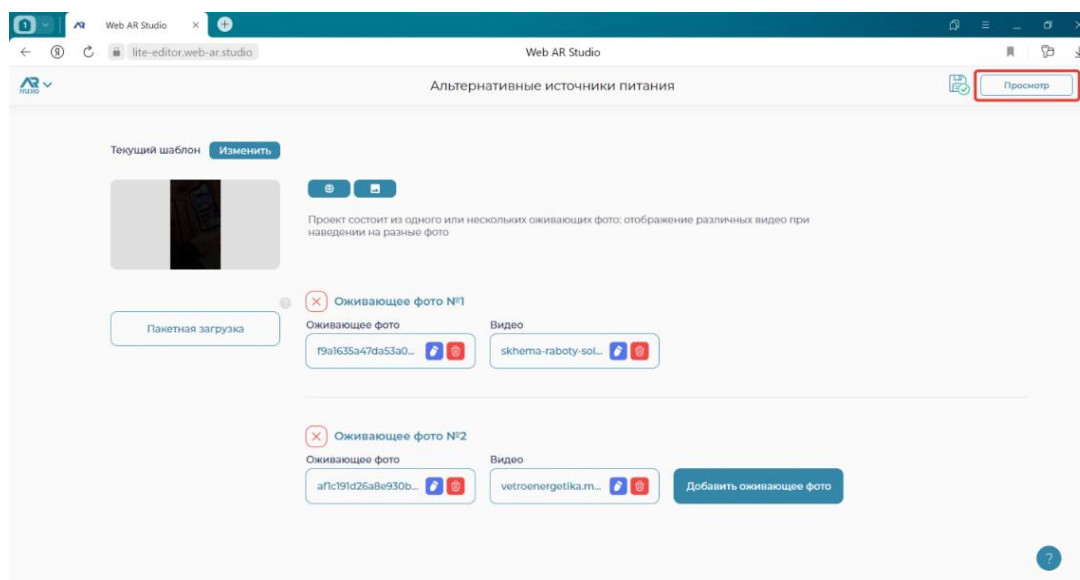 1
Web AR Studio
lite-editor.web-ar.studio
Web AR Studio
AR
STUDIO
Альтернативные источники питания
Просмотр
Текущий шаблон Изменить
Проект состоит из одного или нескольких оживающих фото: отображение различных видео при
наведении на разные фото
Оживающее фото №1
Пакетная загрузка
Оживающее фото Видео
f9a1635a47da53a0... skhema-raboty-sol...
Оживающее фото №2
Оживающее фото Видео
af1c191d26a8e930b... vetroenergetika.m... Добавить оживающее фото
?